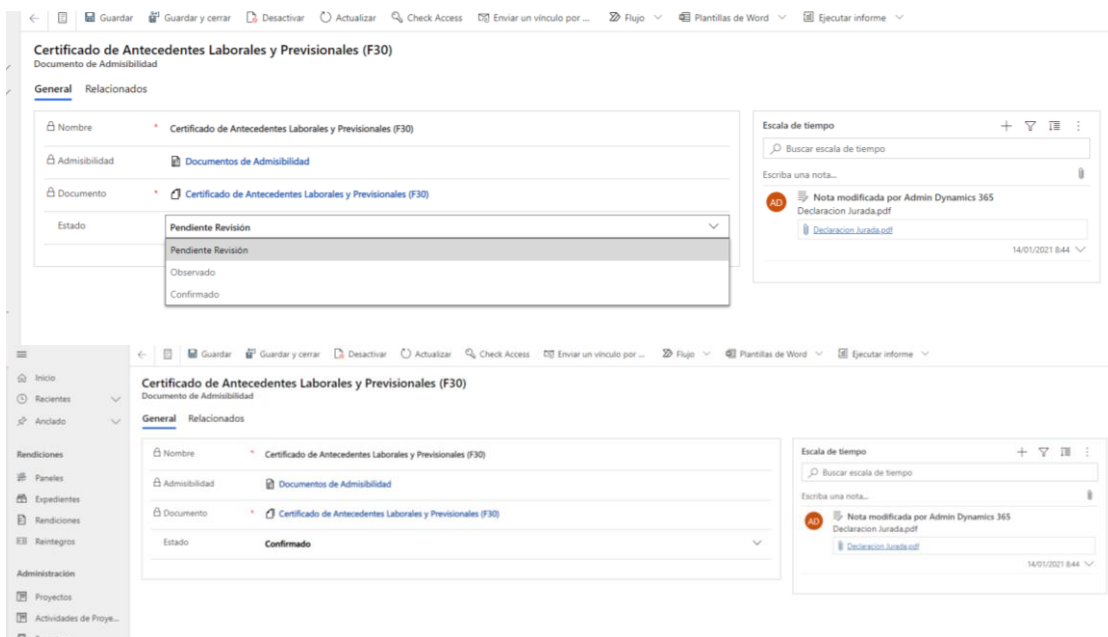 Guardar Guardar y cerrar Desactivar Actualizar Check Access Enviar un vínculo por ... Flujo Plantillas de Word Ejecutar informe
Certificado de Antecedentes Laborales y Previsionales (F30)
Documento de Admisibilidad
General Relacionados
Nombre * Certificado de Antecedentes Laborales y Previsionales (F30)
Admisibilidad Documentos de Admisibilidad
Documento * Certificado de Antecedentes Laborales y Previsionales (F30)
Estado Pendiente Revisión
Pendiente Revisión
Observado
Confirmado
Escala de tiempo
Buscar escala de tiempo
Escriba una nota...
AD Nota modificada por Admin Dynamics 365
Declaracion Jurada.pdf
Declaracion Jurada.pdf
14/01/2021 8:44
Guardar Guardar y cerrar Desactivar Actualizar Check Access Enviar un vínculo por ... Flujo Plantillas de Word Ejecutar informe
Inicio
Recientes
Anclado
Rendiciones
Paneles
Expedientes
Rendiciones
Reintegros
Administración
Proyectos
Actividades de Proye...
Certificado de Antecedentes Laborales y Previsionales (F30)
Documento de Admisibilidad
General Relacionados
Nombre * Certificado de Antecedentes Laborales y Previsionales (F30)
Admisibilidad Documentos de Admisibilidad
Documento * Certificado de Antecedentes Laborales y Previsionales (F30)
Estado Confirmado
Escala de tiempo
Buscar escala de tiempo
Escriba una nota...
AD Nota modificada por Admin Dynamics 365
Declaracion Jurada.pdf
Declaracion Jurada.pdf
14/01/2021 8:44